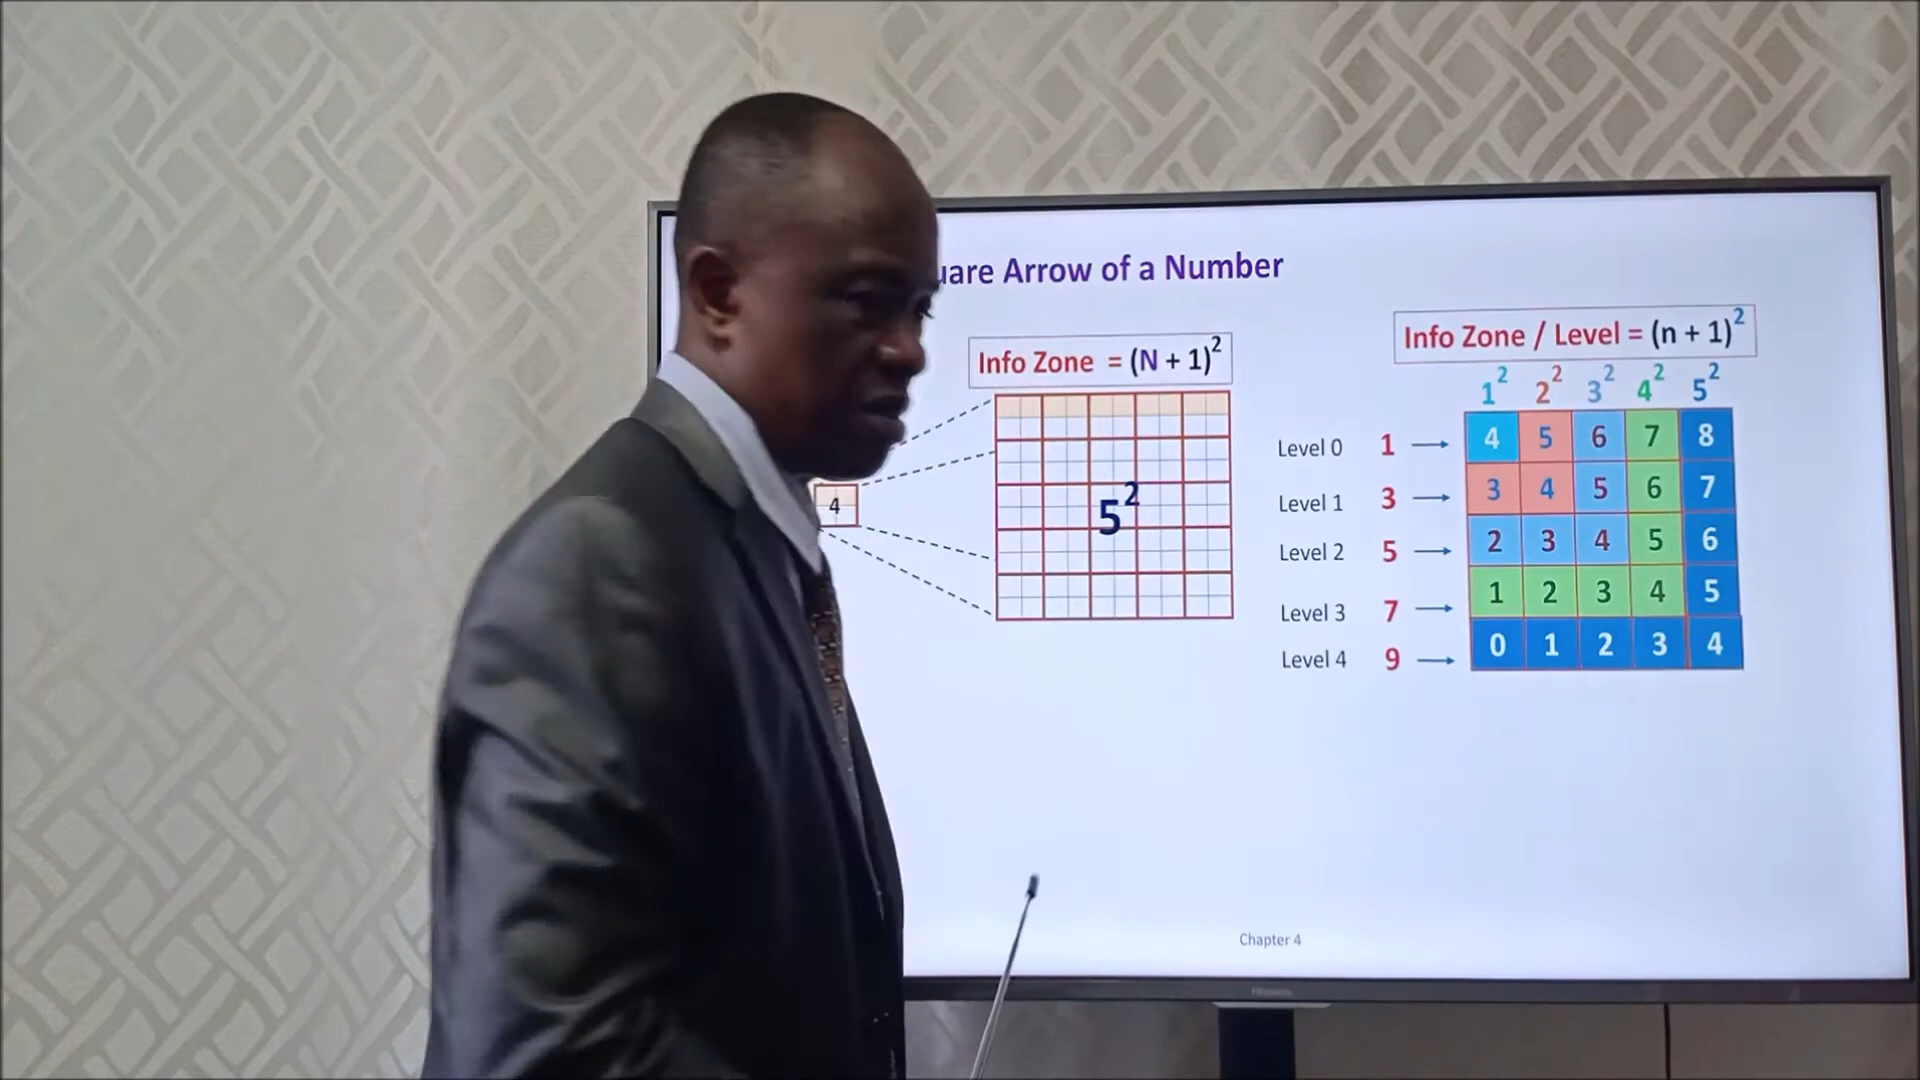 Arrow of a Number
Info Zone = (N + 1)²
4
5²
Info Zone / Level = (n + 1)²
1² 2² 3² 4² 5²
Level 0 1 → 4 5 6 7 8
Level 1 3 → 3 4 5 6 7
Level 2 5 → 2 3 4 5 6
Level 3 7 → 1 2 3 4 5
Level 4 9 → 0 1 2 3 4
Chapter 4